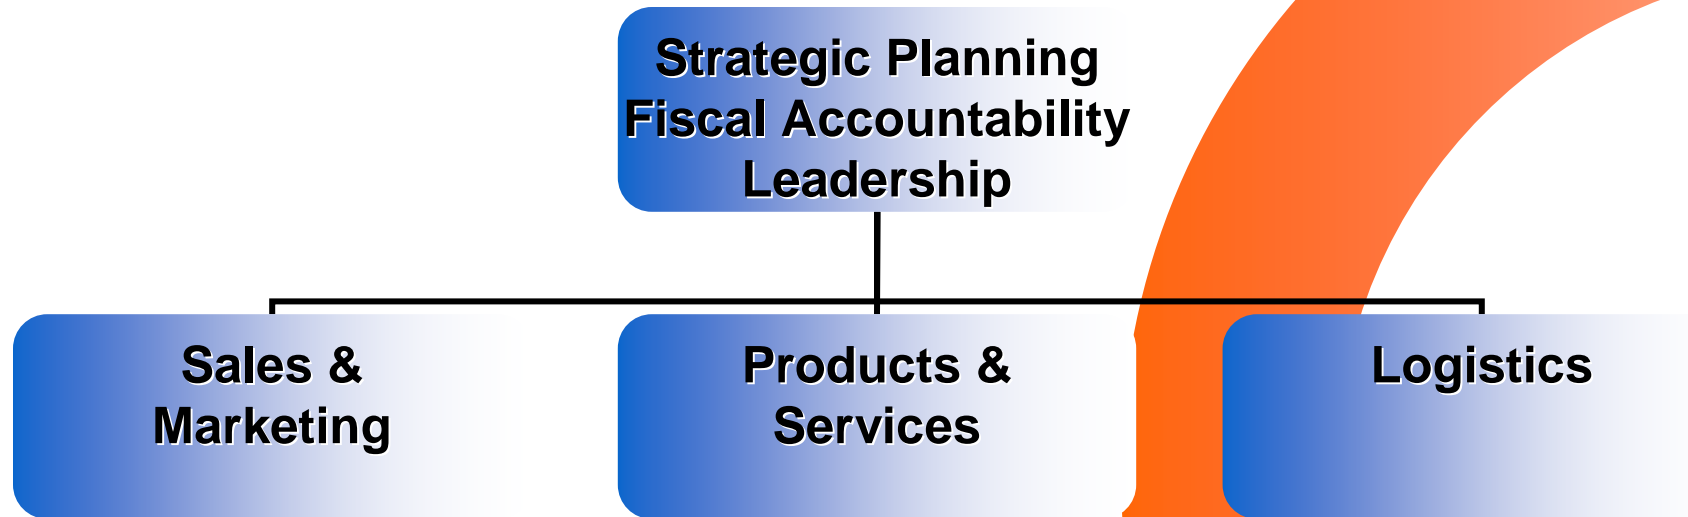 Strategic Planning
Fiscal Accountability
Leadership
Sales &
Marketing
Products &
Services
Logistics